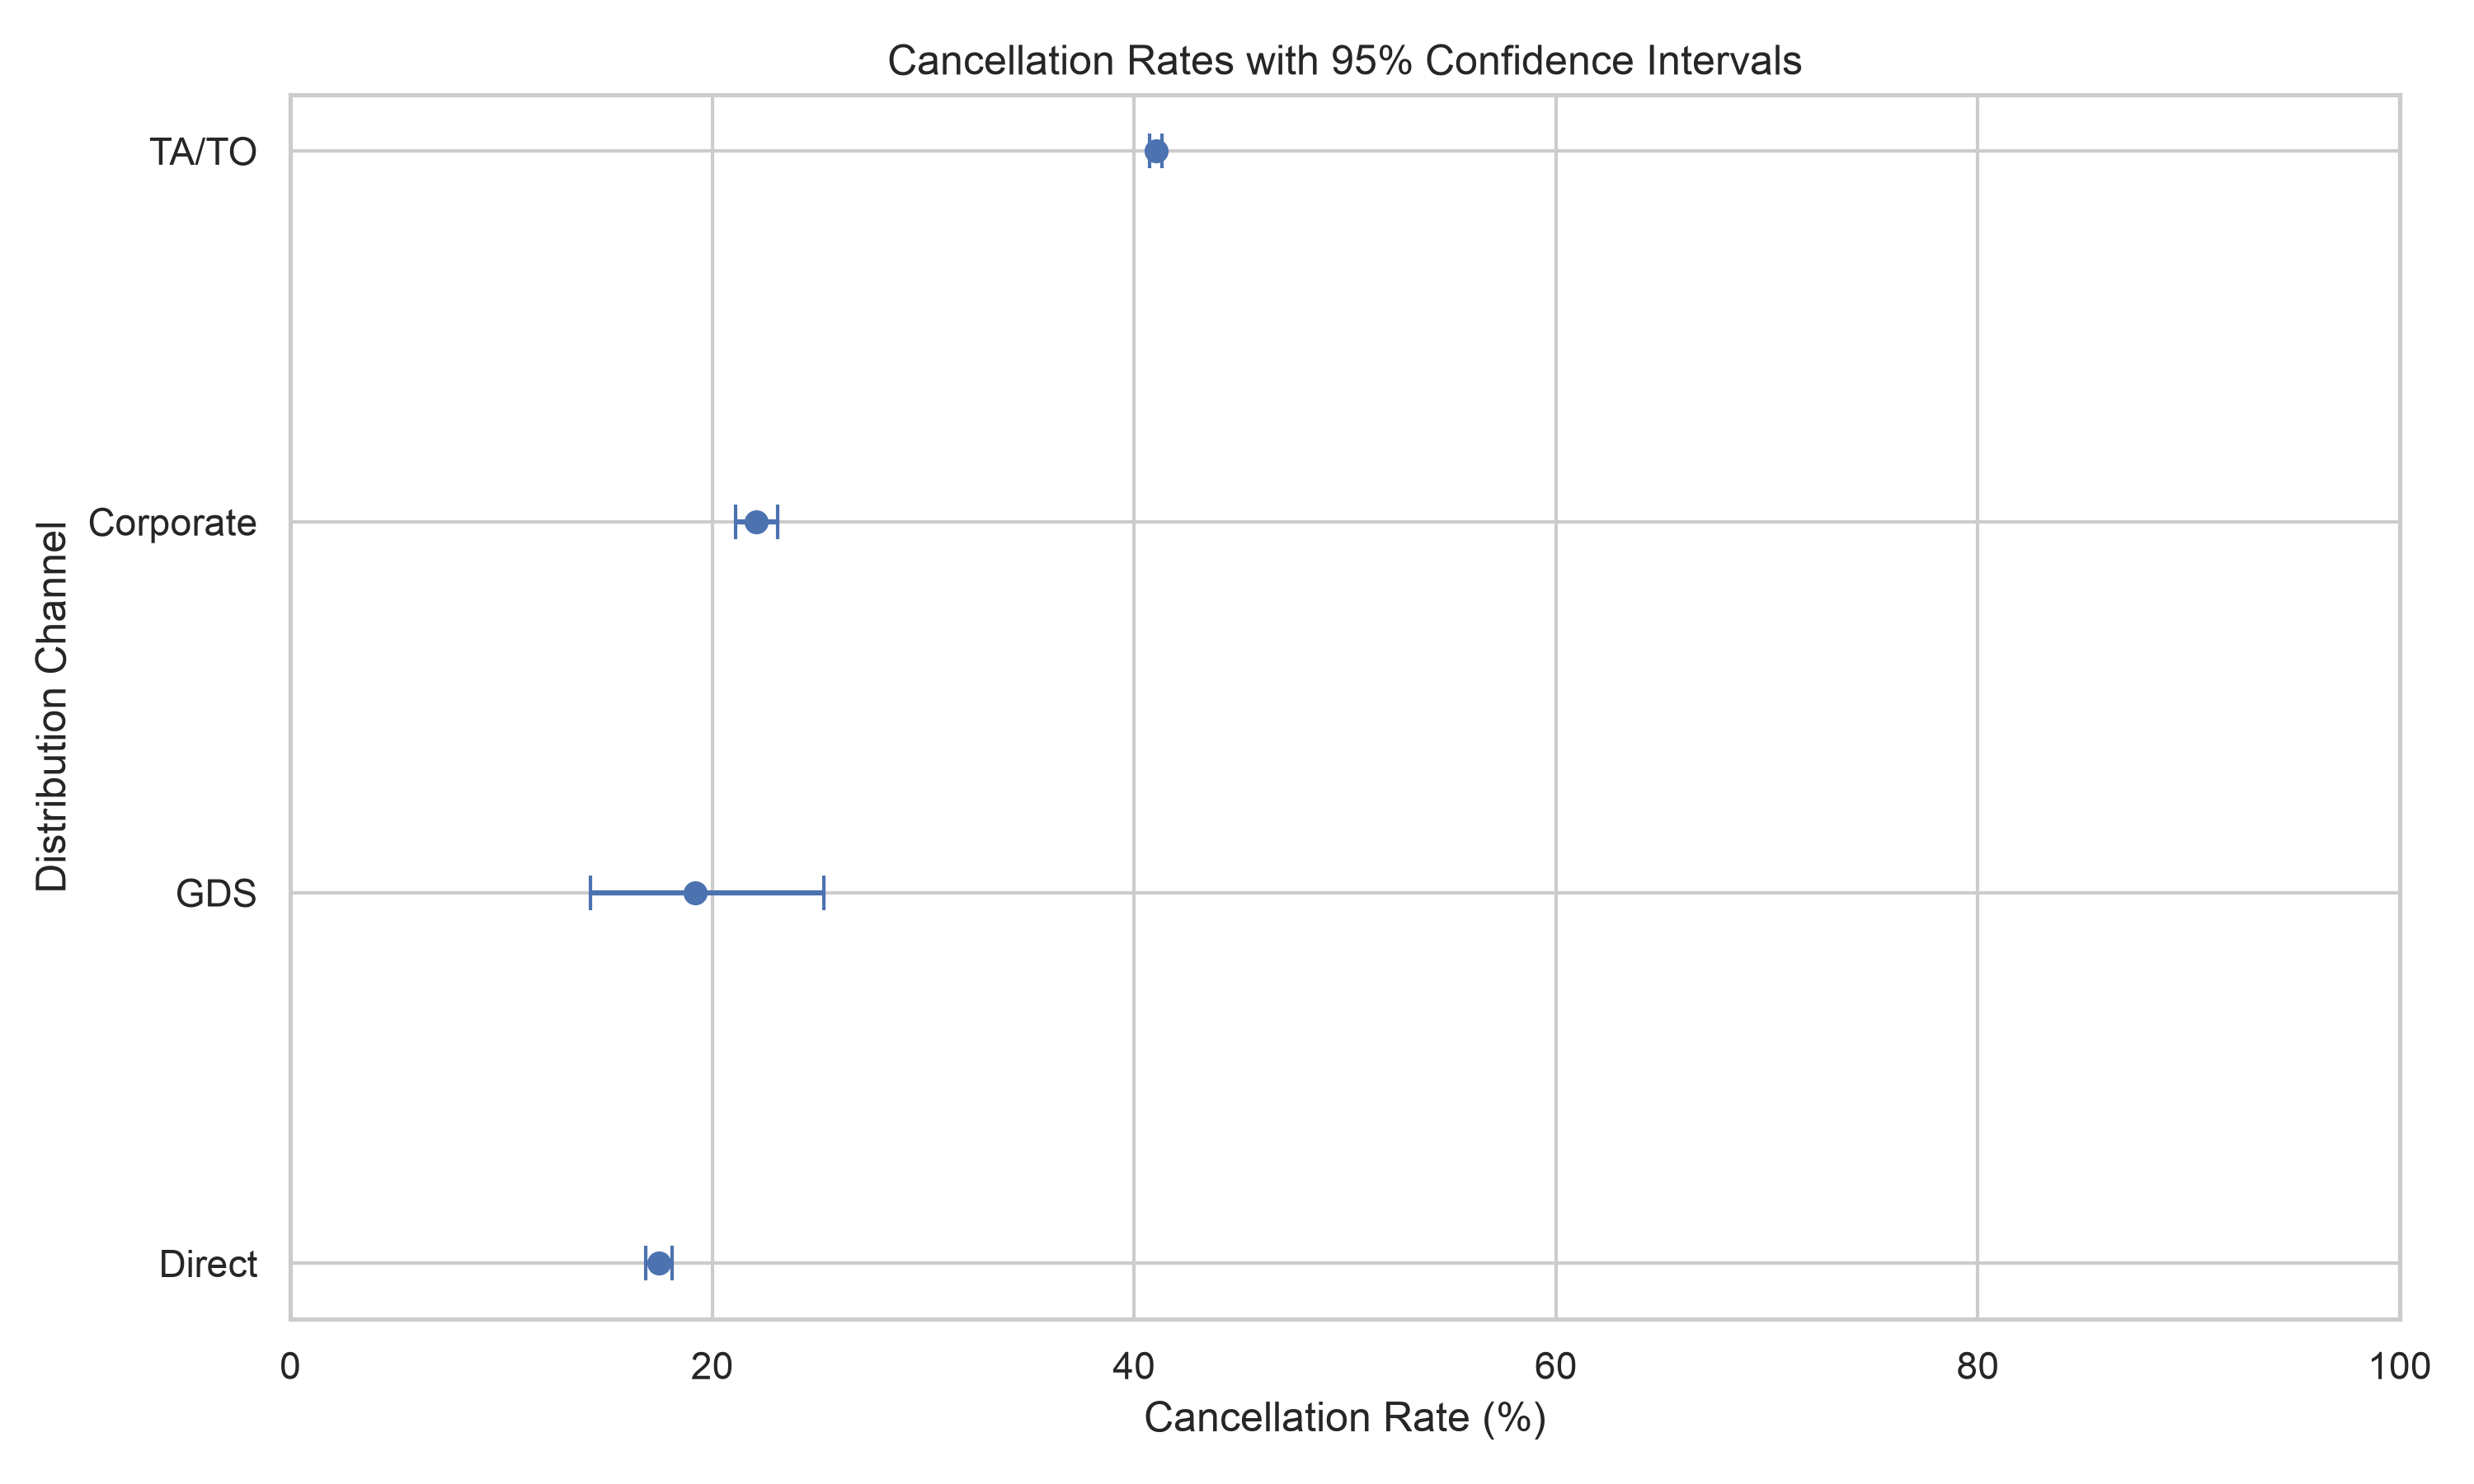 Cancellation Rates with 95% Confidence Intervals
Distribution Channel
TA/TO
Corporate
GDS
Direct
0 20 40 60 80 100
Cancellation Rate (%)